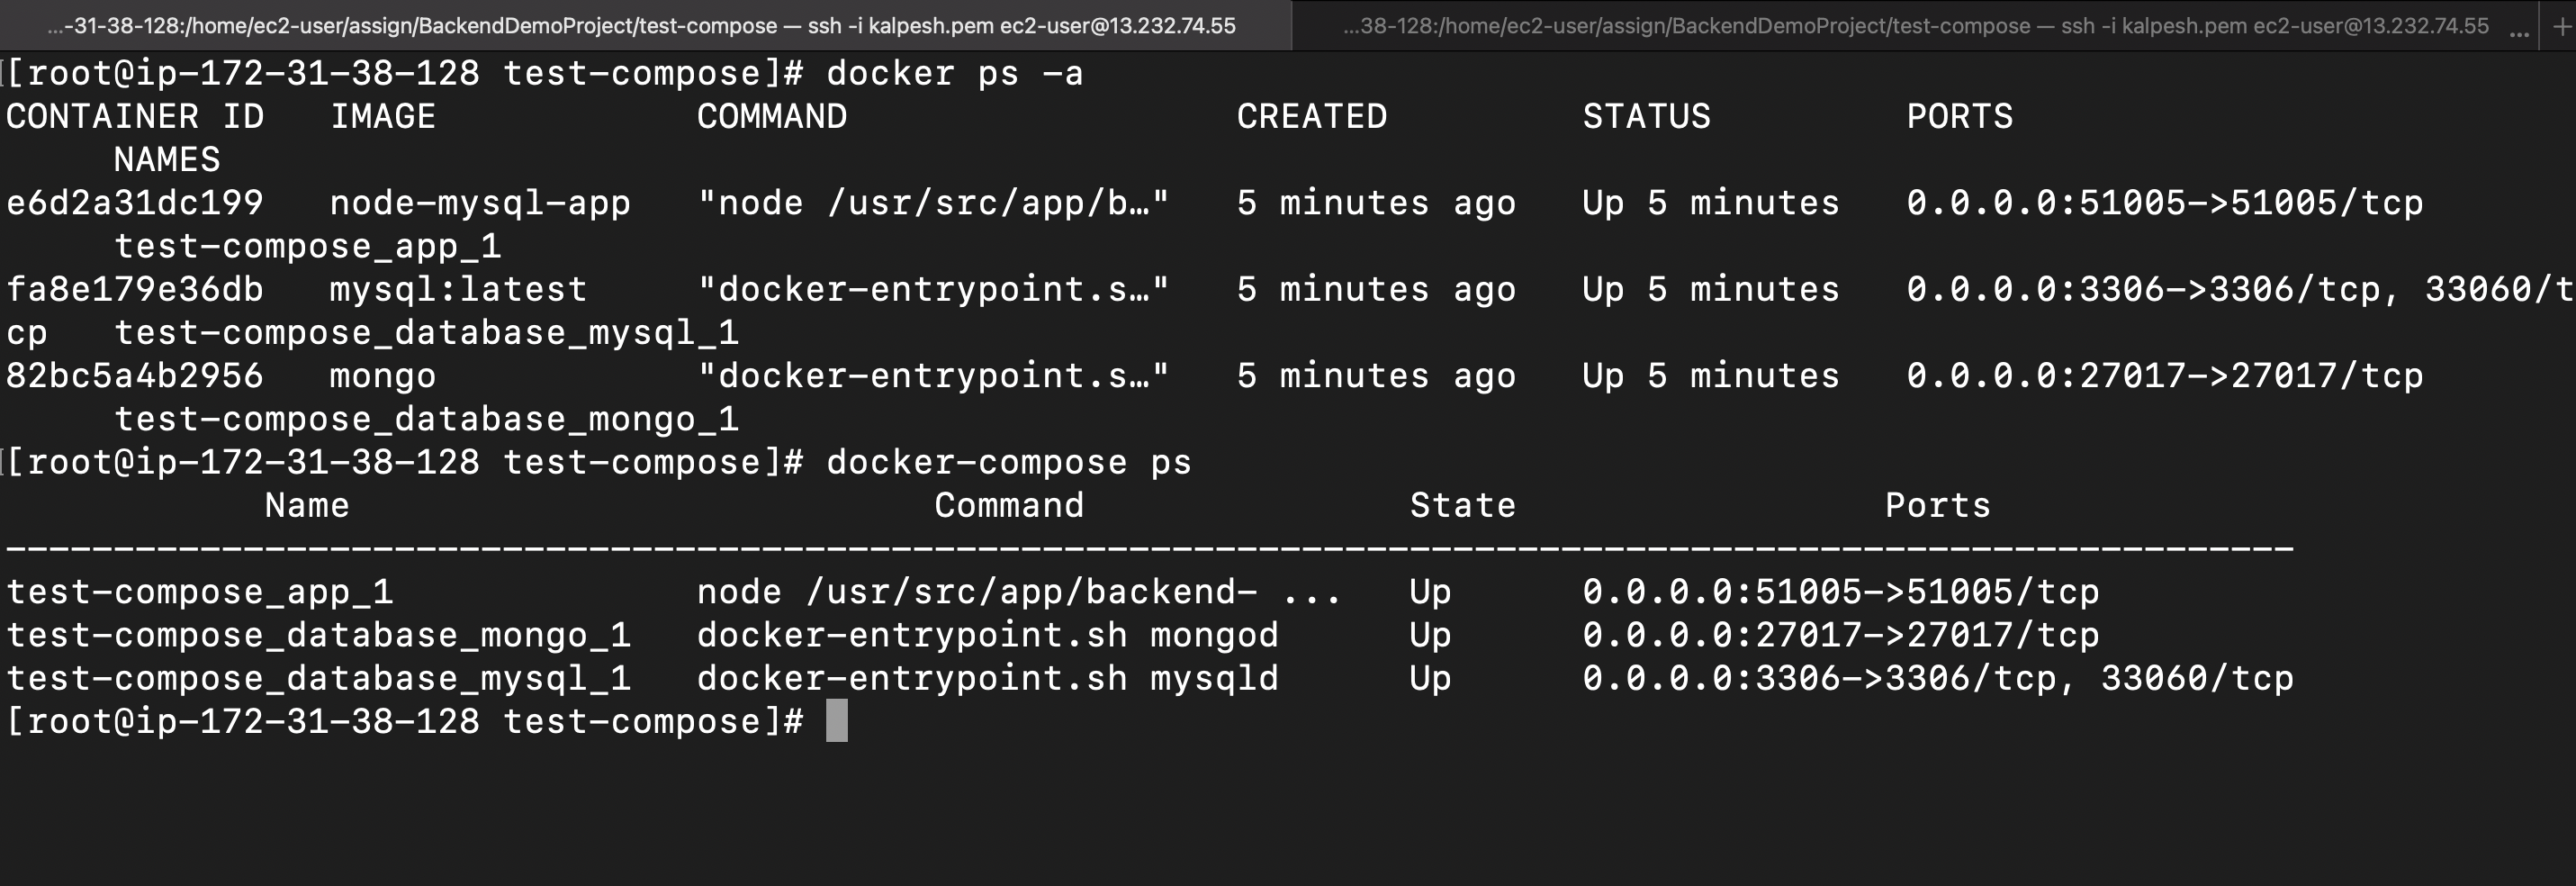 ...-31-38-128:/home/ec2-user/assign/BackendDemoProject/test-compose — ssh -i kalpesh.pem ec2-user@13.232.74.55
...38-128:/home/ec2-user/assign/BackendDemoProject/test-compose — ssh -i kalpesh.pem ec2-user@13.232.74.55 ... +
[root@ip-172-31-38-128 test-compose]# docker ps -a
CONTAINER ID   IMAGE            COMMAND                  CREATED         STATUS         PORTS
     NAMES
e6d2a31dc199   node-mysql-app   "node /usr/src/app/b…"   5 minutes ago   Up 5 minutes   0.0.0.0:51005->51005/tcp
     test-compose_app_1
fa8e179e36db   mysql:latest     "docker-entrypoint.s…"   5 minutes ago   Up 5 minutes   0.0.0.0:3306->3306/tcp, 33060/t
cp   test-compose_database_mysql_1
82bc5a4b2956   mongo            "docker-entrypoint.s…"   5 minutes ago   Up 5 minutes   0.0.0.0:27017->27017/tcp
     test-compose_database_mongo_1
[root@ip-172-31-38-128 test-compose]# docker-compose ps
            Name                           Command               State                 Ports
----------------------------------------------------------------------------------------------------------
test-compose_app_1              node /usr/src/app/backend- ...   Up      0.0.0.0:51005->51005/tcp
test-compose_database_mongo_1   docker-entrypoint.sh mongod      Up      0.0.0.0:27017->27017/tcp
test-compose_database_mysql_1   docker-entrypoint.sh mysqld      Up      0.0.0.0:3306->3306/tcp, 33060/tcp
[root@ip-172-31-38-128 test-compose]#